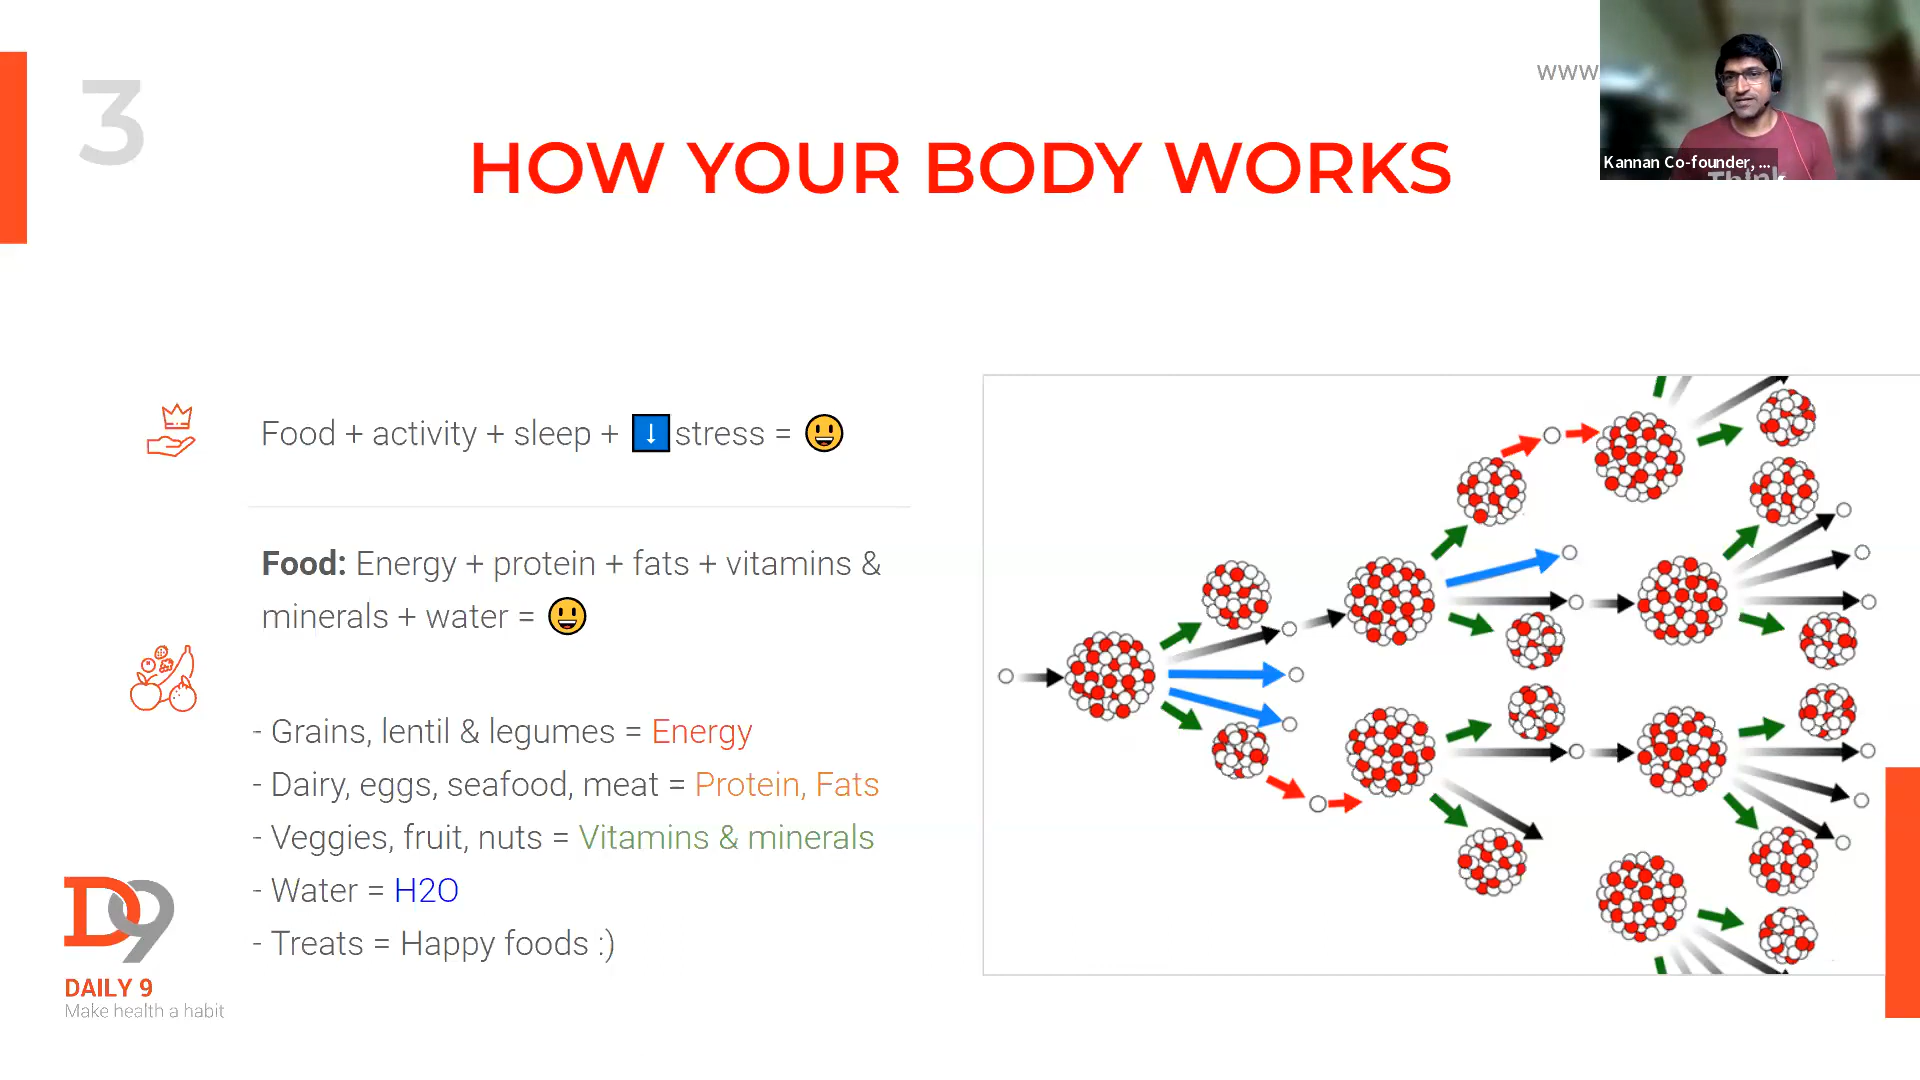 3
www
HOW YOUR BODY WORKS
Kannan Co-founder, ...
Think
Food + activity + sleep + ↓ stress = 😃
Food: Energy + protein + fats + vitamins &
minerals + water = 😃
- Grains, lentil & legumes = Energy
- Dairy, eggs, seafood, meat = Protein, Fats
- Veggies, fruit, nuts = Vitamins & minerals
- Water = H2O
- Treats = Happy foods :)
D9
DAILY 9
Make health a habit